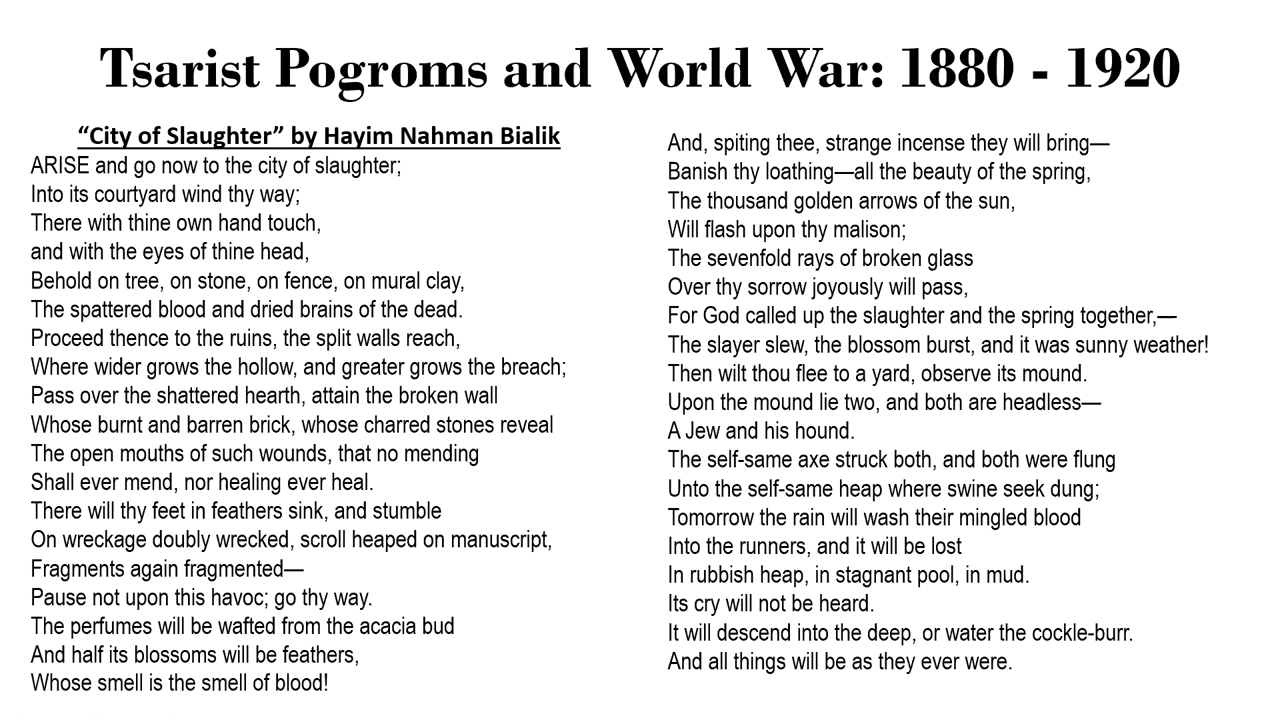 Tsarist Pogroms and World War: 1880 - 1920
“City of Slaughter” by Hayim Nahman Bialik
ARISE and go now to the city of slaughter;
Into its courtyard wind thy way;
There with thine own hand touch,
and with the eyes of thine head,
Behold on tree, on stone, on fence, on mural clay,
The spattered blood and dried brains of the dead.
Proceed thence to the ruins, the split walls reach,
Where wider grows the hollow, and greater grows the breach;
Pass over the shattered hearth, attain the broken wall
Whose burnt and barren brick, whose charred stones reveal
The open mouths of such wounds, that no mending
Shall ever mend, nor healing ever heal.
There will thy feet in feathers sink, and stumble
On wreckage doubly wrecked, scroll heaped on manuscript,
Fragments again fragmented—
Pause not upon this havoc; go thy way.
The perfumes will be wafted from the acacia bud
And half its blossoms will be feathers,
Whose smell is the smell of blood!
And, spiting thee, strange incense they will bring—
Banish thy loathing—all the beauty of the spring,
The thousand golden arrows of the sun,
Will flash upon thy malison;
The sevenfold rays of broken glass
Over thy sorrow joyously will pass,
For God called up the slaughter and the spring together,—
The slayer slew, the blossom burst, and it was sunny weather!
Then wilt thou flee to a yard, observe its mound.
Upon the mound lie two, and both are headless—
A Jew and his hound.
The self-same axe struck both, and both were flung
Unto the self-same heap where swine seek dung;
Tomorrow the rain will wash their mingled blood
Into the runners, and it will be lost
In rubbish heap, in stagnant pool, in mud.
Its cry will not be heard.
It will descend into the deep, or water the cockle-burr.
And all things will be as they ever were.